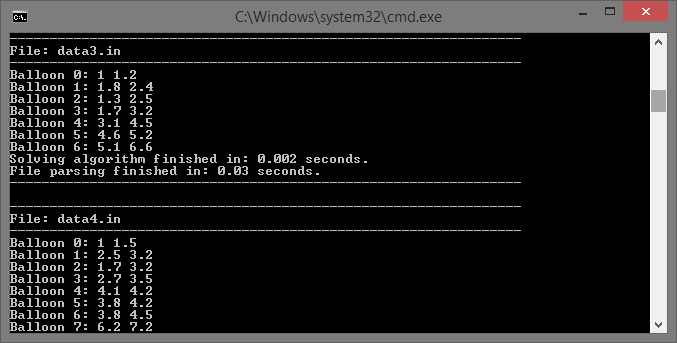 C:\Windows\system32\cmd.exe
----------------------------------------------------------------
File: data3.in
----------------------------------------------------------------
Balloon 0: 1 1.2
Balloon 1: 1.8 2.4
Balloon 2: 1.3 2.5
Balloon 3: 1.7 3.2
Balloon 4: 3.1 4.5
Balloon 5: 4.6 5.2
Balloon 6: 5.1 6.6
Solving algorithm finished in: 0.002 seconds.
File parsing finished in: 0.03 seconds.
----------------------------------------------------------------
----------------------------------------------------------------
File: data4.in
----------------------------------------------------------------
Balloon 0: 1 1.5
Balloon 1: 2.5 3.2
Balloon 2: 1.7 3.2
Balloon 3: 2.7 3.5
Balloon 4: 4.1 4.2
Balloon 5: 3.8 4.2
Balloon 6: 3.8 4.5
Balloon 7: 6.2 7.2